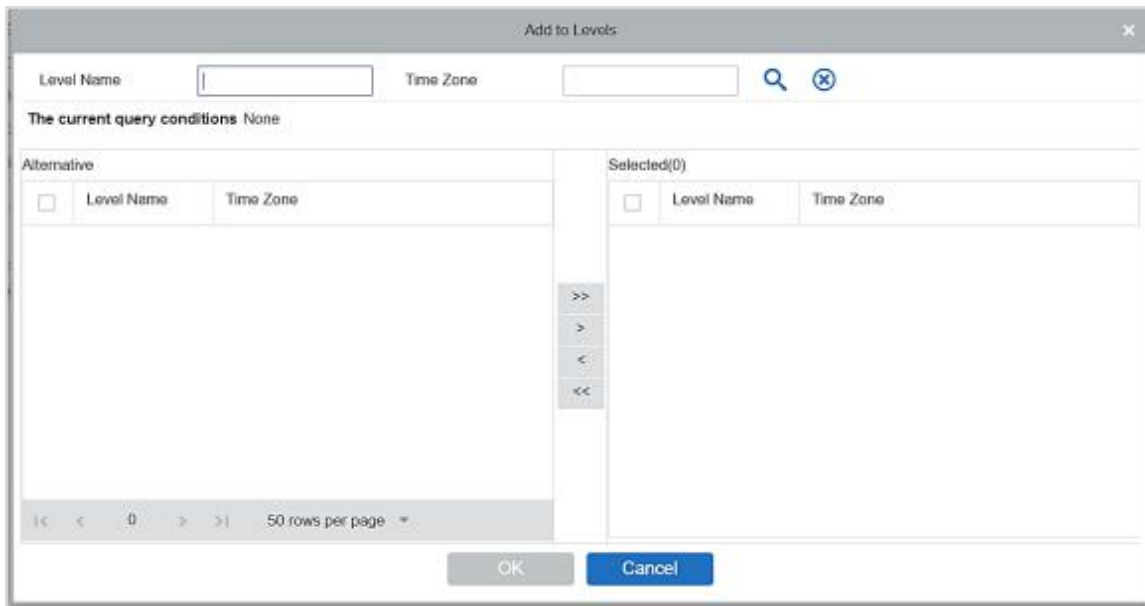 Add to Levels
Level Name Time Zone
The current query conditions None
Alternative
Level Name Time Zone
>>
>
<
<<
Selected(0)
Level Name Time Zone
|< < 0 > >| 50 rows per page
OK Cancel